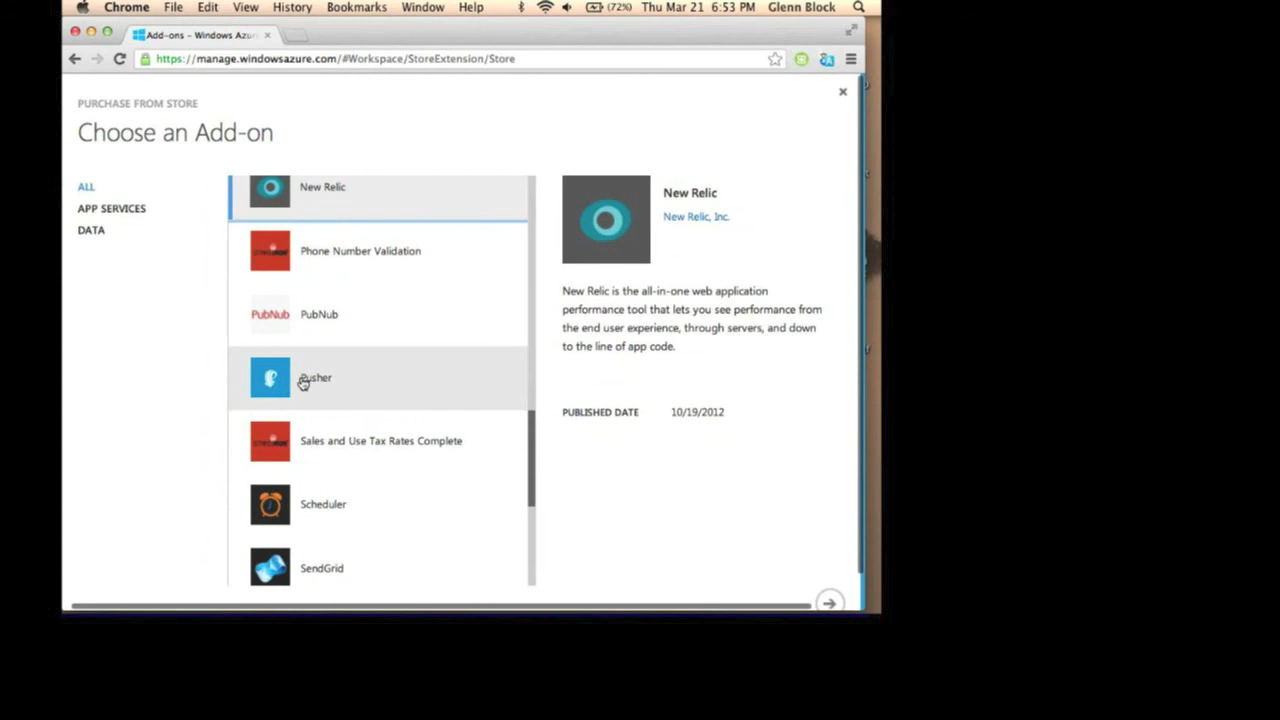 Chrome File Edit View History Bookmarks Window Help (72%) Thu Mar 21 6:53 PM Glenn Block
Add-ons - Windows Azur
https://manage.windowsazure.com/#Workspace/StoreExtension/Store
PURCHASE FROM STORE
Choose an Add-on
ALL
APP SERVICES
DATA
New Relic
Phone Number Validation
PubNub PubNub
Pusher
Sales and Use Tax Rates Complete
Scheduler
SendGrid
New Relic
New Relic, Inc.
New Relic is the all-in-one web application
performance tool that lets you see performance from
the end user experience, through servers, and down
to the line of app code.
PUBLISHED DATE 10/19/2012